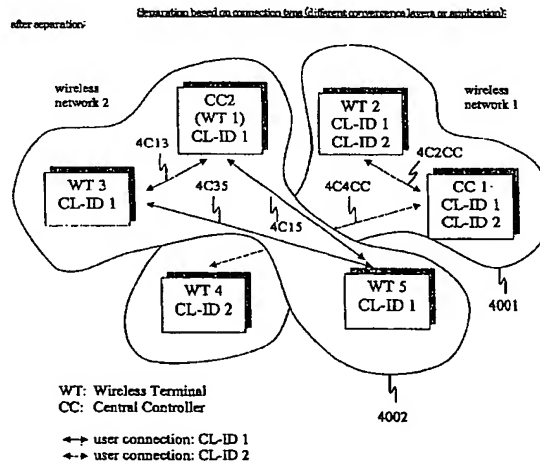 Separation based on connection type (different convergence layers or application):
after separation:
wireless
network 2
CC2
(WT 1)
CL-ID 1
WT 2
CL-ID 1
CL-ID 2
wireless
network 1
4C13
4C2CC
WT 3
CL-ID 1
4C35
4C15
4C4CC
CC 1
CL-ID 1
CL-ID 2
WT 4
CL-ID 2
WT 5
CL-ID 1
4001
4002
WT: Wireless Terminal
CC: Central Controller
user connection: CL-ID 1
user connection: CL-ID 2